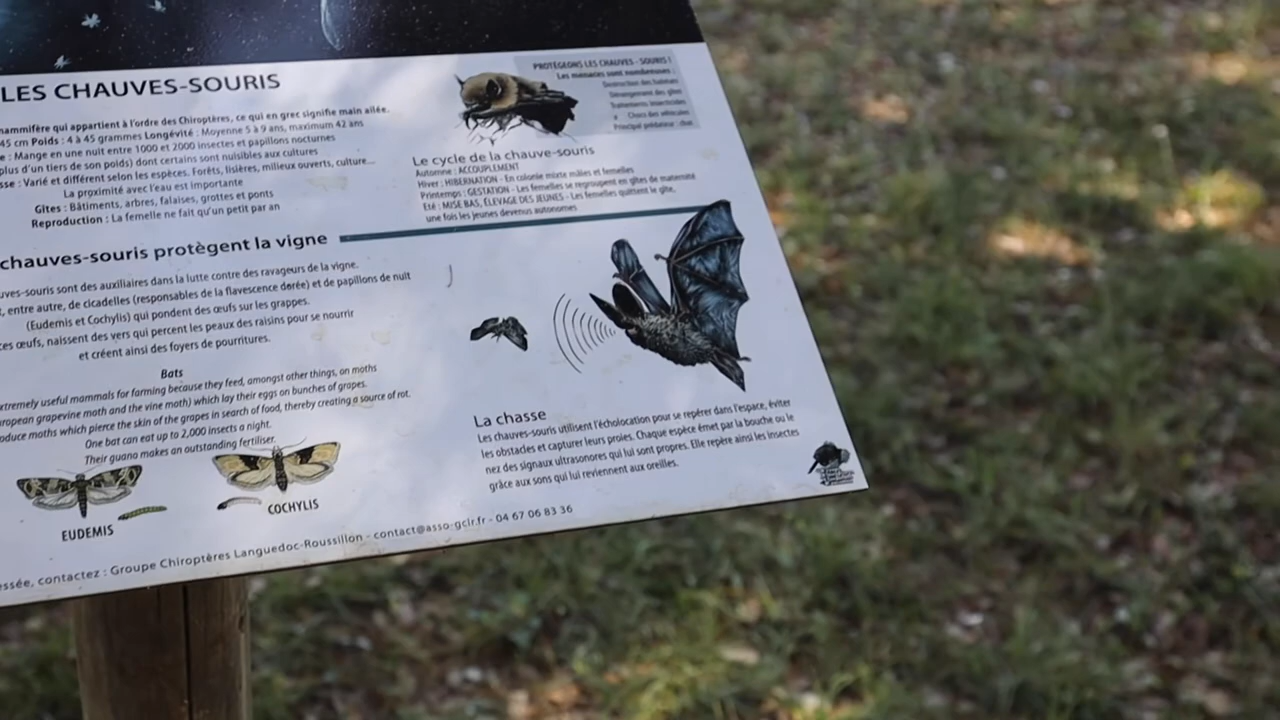 LES CHAUVES-SOURIS
mammifère qui appartient à l'ordre des Chiroptères, ce qui en grec signifie main ailée.
45 cm Poids : 4 à 45 grammes Longévité : Moyenne 5 à 9 ans, maximum 42 ans
e : Mange en une nuit entre 1000 et 2000 insectes et papillons nocturnes
plus d'un tiers de son poids) dont certains sont nuisibles aux cultures
sse : Varié et différent selon les espèces. Forêts, lisières, milieux ouverts, culture...
La proximité avec l'eau est importante
Gîtes : Bâtiments, arbres, falaises, grottes et ponts
Reproduction : La femelle ne fait qu'un petit par an
PROTÉGEONS LES CHAUVES - SOURIS !
Les menaces sont nombreuses :
Destruction des habitats
Dérangement des gîtes
Traitements insecticides
Chocs des véhicules
Principal prédateur : chat
Le cycle de la chauve-souris
Automne : ACCOUPLEMENT
Hiver : HIBERNATION - En colonie mixte mâles et femelles
Printemps : GESTATION - Les femelles se regroupent en gîtes de maternité
Eté : MISE BAS, ÉLEVAGE DES JEUNES - Les femelles quittent le gîte,
une fois les jeunes devenus autonomes
chauves-souris protègent la vigne
uves-souris sont des auxiliaires dans la lutte contre des ravageurs de la vigne.
t, entre autre, de cicadelles (responsables de la flavescence dorée) et de papillons de nuit
(Eudemis et Cochylis) qui pondent des œufs sur les grappes.
ces œufs, naissent des vers qui percent les peaux des raisins pour se nourrir
et créent ainsi des foyers de pourritures.
Bats
xtremely useful mammals for farming because they feed, amongst other things, on moths
uropean grapevine moth and the vine moth) which lay their eggs on bunches of grapes.
oduce moths which pierce the skin of the grapes in search of food, thereby creating a source of rot.
One bat can eat up to 2,000 insects a night.
Their guano makes an outstanding fertiliser.
EUDEMIS
COCHYLIS
La chasse
Les chauves-souris utilisent l'écholocation pour se repérer dans l'espace, éviter
les obstacles et capturer leurs proies. Chaque espèce émet par la bouche ou le
nez des signaux ultrasonores qui lui sont propres. Elle repère ainsi les insectes
grâce aux sons qui lui reviennent aux oreilles.
essée, contactez : Groupe Chiroptères Languedoc-Roussillon - contact@asso-gclr.fr - 04 67 06 83 36